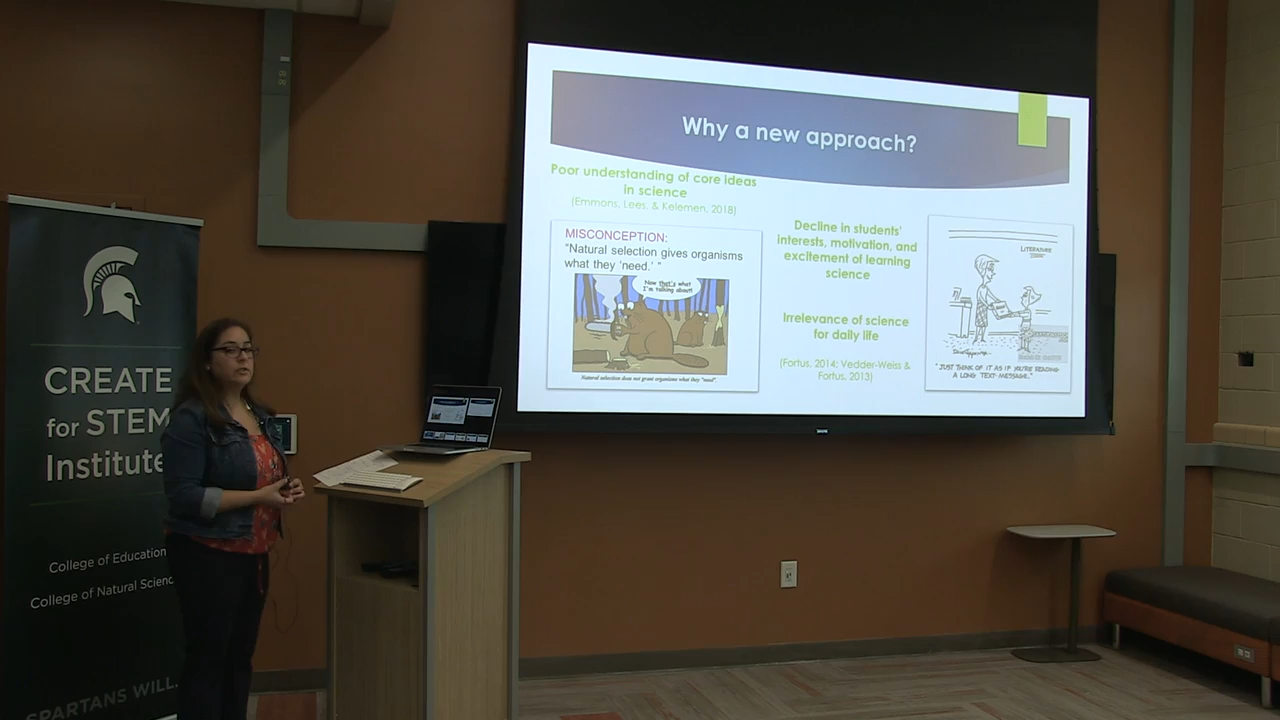 Why a new approach?
Poor understanding of core ideas
in science
(Emmons, Lees, & Kelemen, 2018)
MISCONCEPTION:
"Natural selection gives organisms
what they 'need.' "
Now that's what
I'm talking about!
Natural selection does not grant organisms what they "need".
Decline in students'
interests, motivation, and
excitement of learning
science
Irrelevance of science
for daily life
(Fortus, 2014; Vedder-Weiss &
Fortus, 2013)
LITERATURE
"JUST THINK OF IT AS IF YOU'RE READING
A LONG TEXT-MESSAGE."
CREATE
for STEM
Institute
College of Education
College of Natural Scienc
SPARTANS WILL.